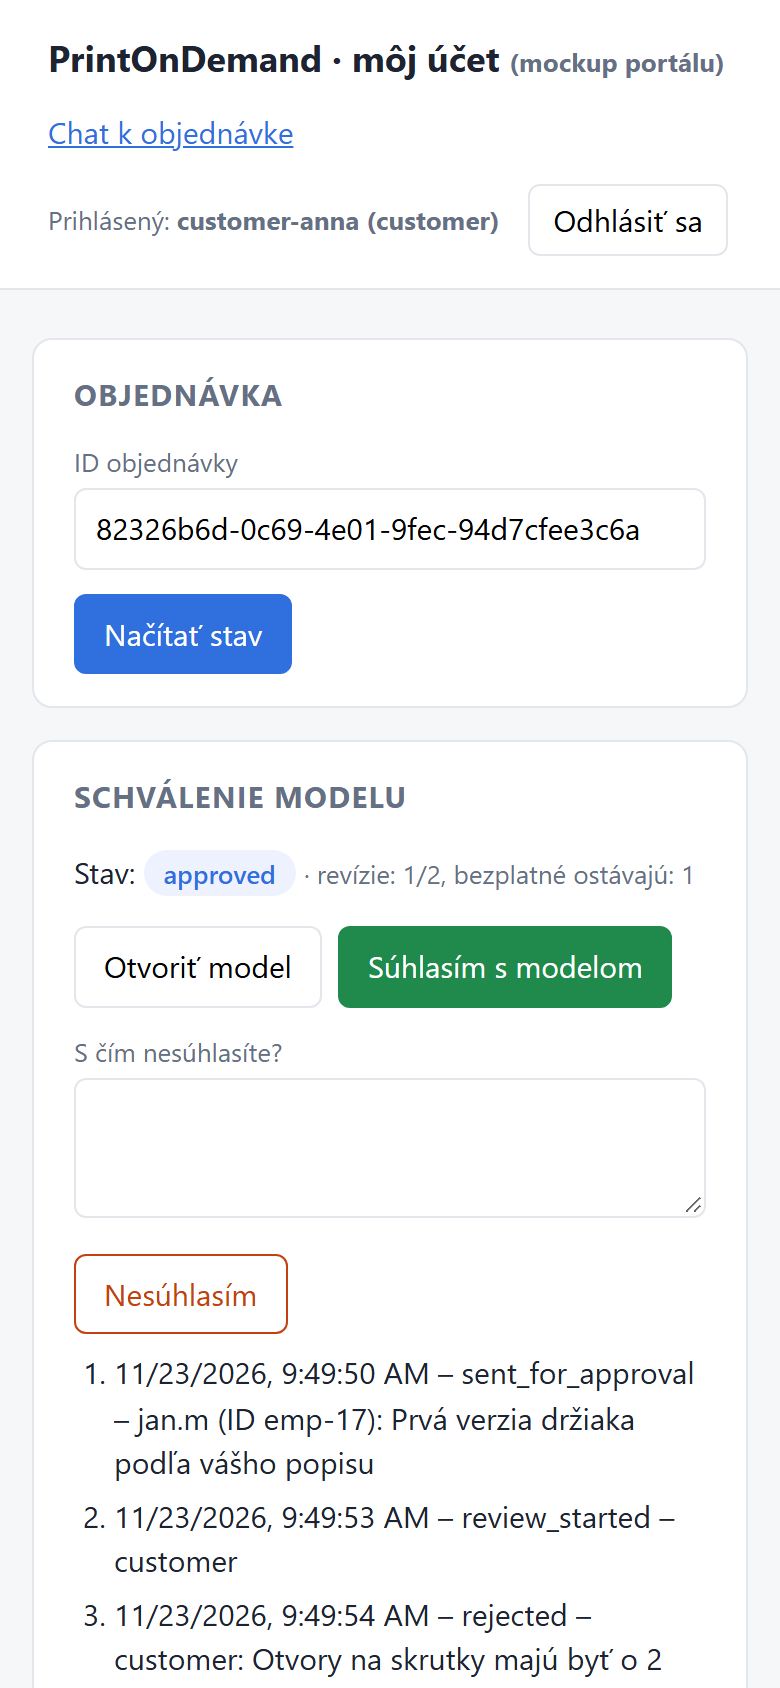 PrintOnDemand · môj účet (mockup portálu)
Chat k objednávke
Prihlásený: customer-anna (customer)
Odhlásiť sa
OBJEDNÁVKA
ID objednávky
82326b6d-0c69-4e01-9fec-94d7cfee3c6a
Načítať stav
SCHVÁLENIE MODELU
Stav: approved · revízie: 1/2, bezplatné ostávajú: 1
Otvoriť model
Súhlasím s modelom
S čím nesúhlasíte?
Nesúhlasím
1. 11/23/2026, 9:49:50 AM – sent_for_approval
– jan.m (ID emp-17): Prvá verzia držiaka
podľa vášho popisu
2. 11/23/2026, 9:49:53 AM – review_started –
customer
3. 11/23/2026, 9:49:54 AM – rejected –
customer: Otvory na skrutky majú byť o 2